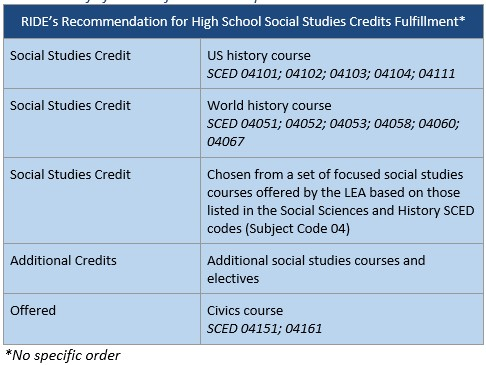 RIDE's Recommendation for High School Social Studies Credits Fulfillment*
Social Studies Credit
US history course
SCED 04101; 04102; 04103; 04104; 04111
Social Studies Credit
World history course
SCED 04051; 04052; 04053; 04058; 04060;
04067
Social Studies Credit
Chosen from a set of focused social studies
courses offered by the LEA based on those
listed in the Social Sciences and History SCED
codes (Subject Code 04)
Additional Credits
Additional social studies courses and
electives
Offered
Civics course
SCED 04151; 04161
*No specific order